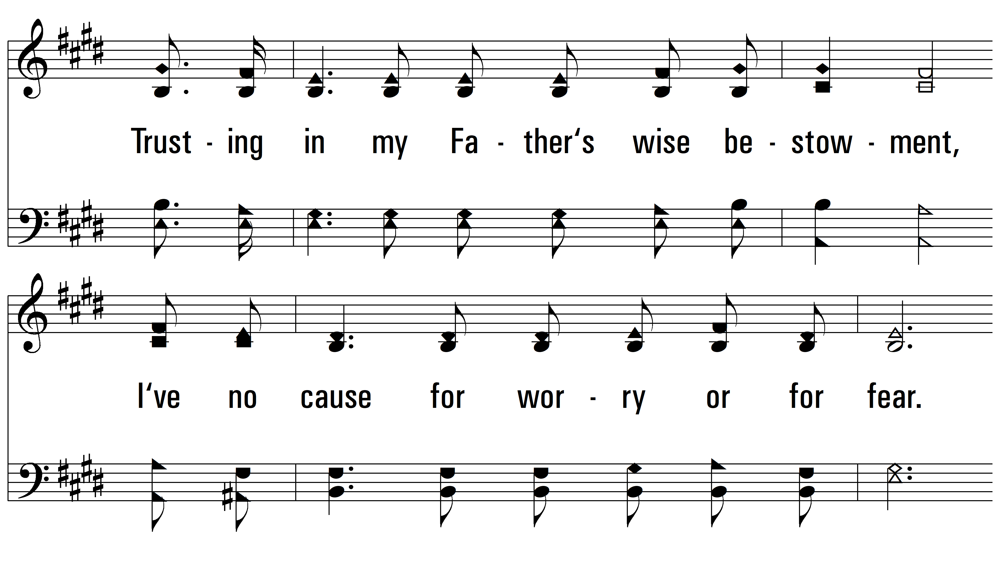 Trust - ing in my Fa - ther‘s wise be - stow - ment,
I‘ve no cause for wor - ry or for fear.